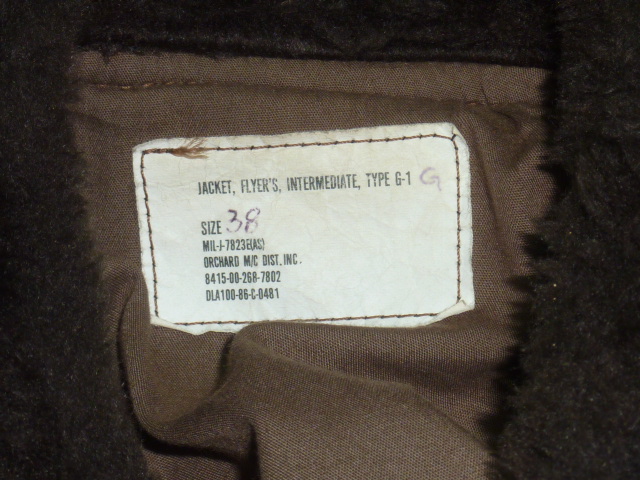 JACKET, FLYER'S, INTERMEDIATE, TYPE G-1 G
SIZE 38
MIL-J-7823E(AS)
ORCHARD M/C DIST. INC.
8415-00-268-7802
DLA100-86-C-0481